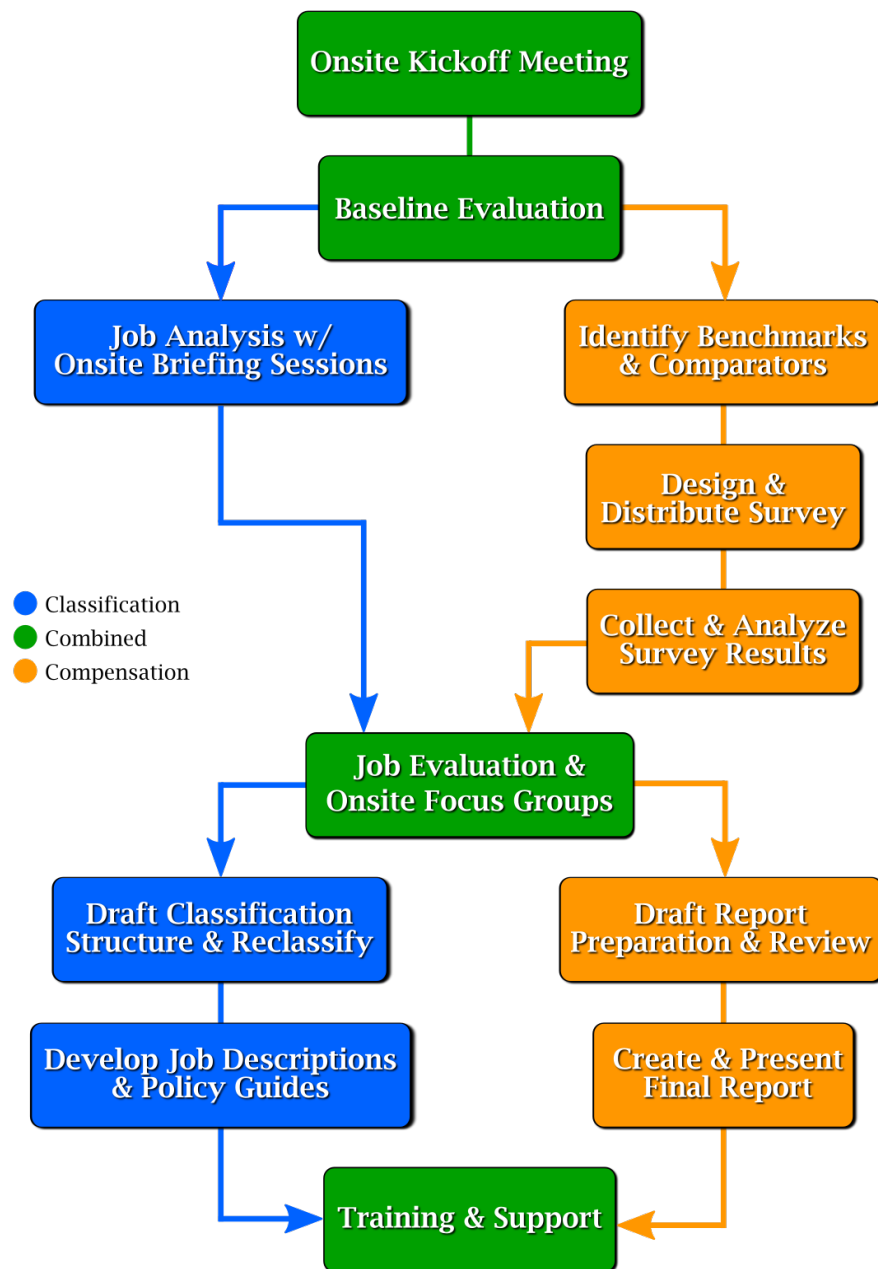 Onsite Kickoff Meeting
Baseline Evaluation
Job Analysis w/
Onsite Briefing Sessions
Identify Benchmarks
& Comparators
Design &
Distribute Survey
Collect & Analyze
Survey Results
Classification
Combined
Compensation
Job Evaluation &
Onsite Focus Groups
Draft Classification
Structure & Reclassify
Draft Report
Preparation & Review
Develop Job Descriptions
& Policy Guides
Create & Present
Final Report
Training & Support